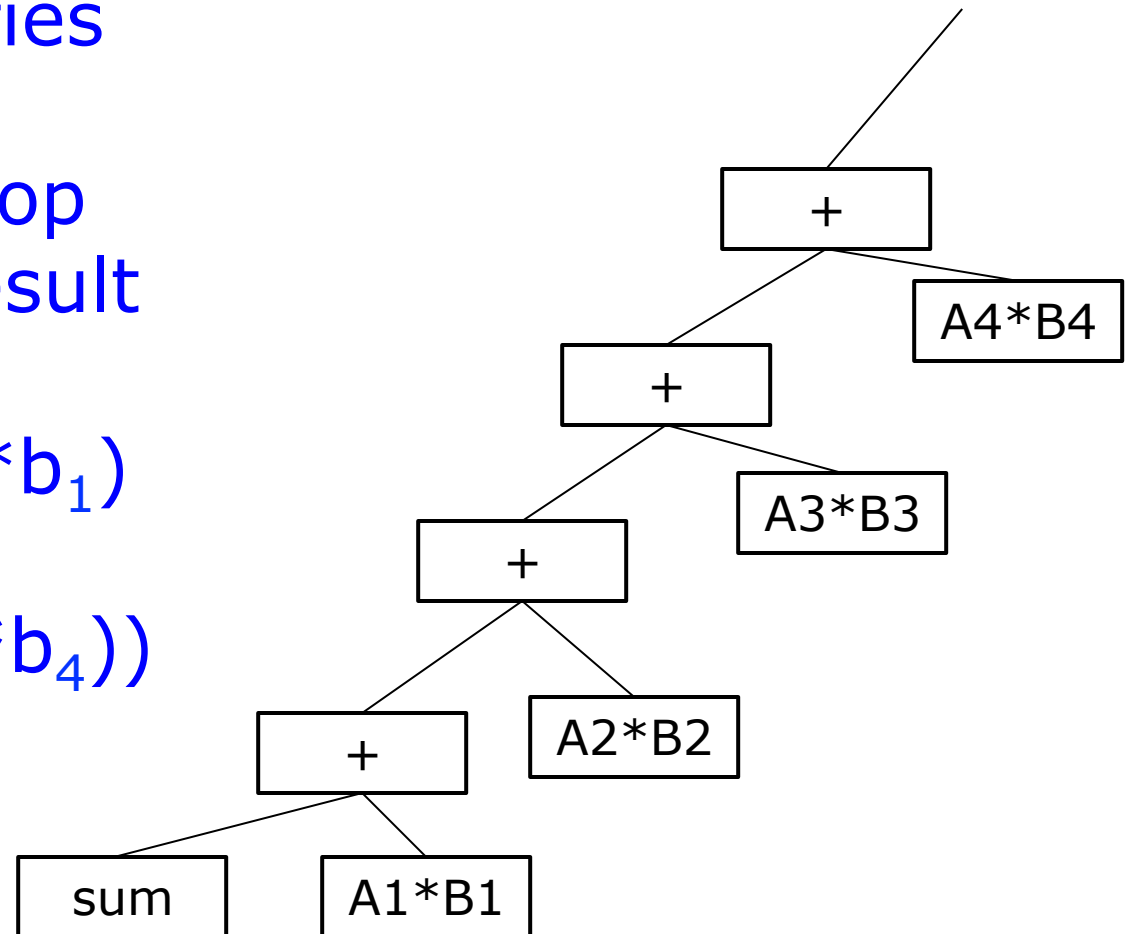 ies
op
sult
*b₁)
*b₄))
+
A4*B4
+
A3*B3
+
A2*B2
+
sum
A1*B1